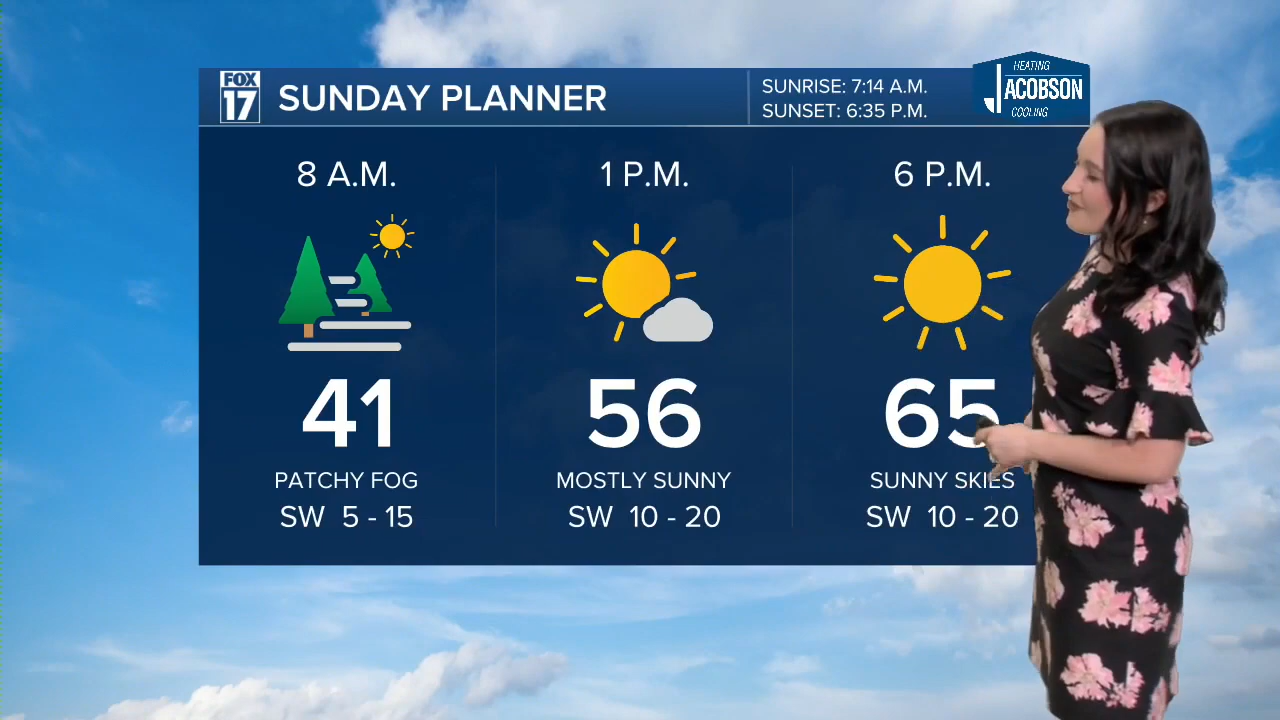 FOX
17
SUNDAY PLANNER
SUNRISE: 7:14 A.M.
SUNSET: 6:35 P.M.
HEATING
JACOBSON
COOLING
8 A.M.
1 P.M.
6 P.M.
41
56
65
PATCHY FOG
MOSTLY SUNNY
SUNNY SKIES
SW 5 - 15
SW 10 - 20
SW 10 - 20